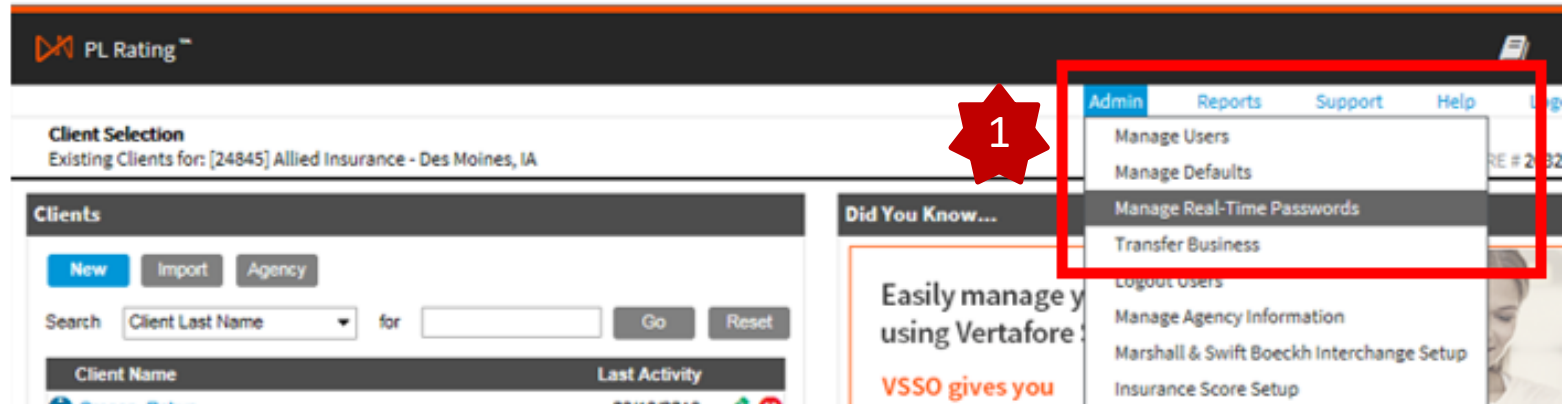 PL Rating™
Admin Reports Support Help
1
Client Selection
Existing Clients for: [24845] Allied Insurance - Des Moines, IA
Manage Users
Manage Defaults
Manage Real-Time Passwords
Transfer Business
Logout Users
Manage Agency Information
Marshall & Swift Boeckh Interchange Setup
Insurance Score Setup
Clients
New Import Agency
Search Client Last Name for Go Reset
Client Name Last Activity
Did You Know...
Easily manage y
using Vertafore
VSSO gives you